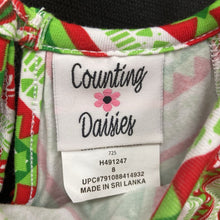 Counting
Daisies
725
H491247
8
UPC#791088414932
MADE IN SRI LANKA